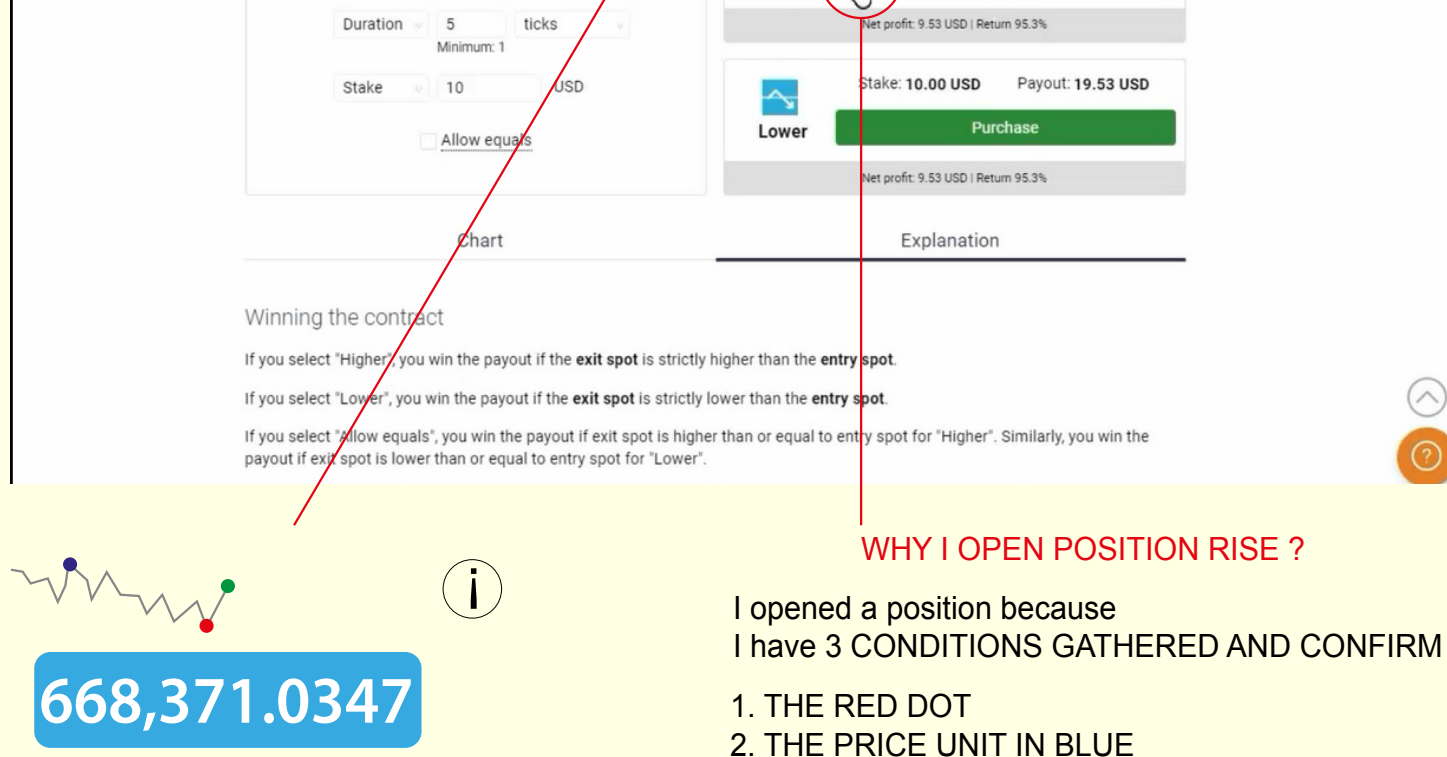 Duration 5 ticks
Net profit: 9.53 USD | Return 95.3%
Minimum: 1
Stake 10 USD
Stake: 10.00 USD Payout: 19.53 USD
Lower Purchase
Allow equals
Net profit: 9.53 USD | Return 95.3%
Chart Explanation
Winning the contract
If you select "Higher", you win the payout if the exit spot is strictly higher than the entry spot.
If you select "Lower", you win the payout if the exit spot is strictly lower than the entry spot.
If you select "Allow equals", you win the payout if exit spot is higher than or equal to entry spot for "Higher". Similarly, you win the
payout if exit spot is lower than or equal to entry spot for "Lower".
?
i
668,371.0347
WHY I OPEN POSITION RISE ?
I opened a position because
I have 3 CONDITIONS GATHERED AND CONFIRM
1. THE RED DOT
2. THE PRICE UNIT IN BLUE